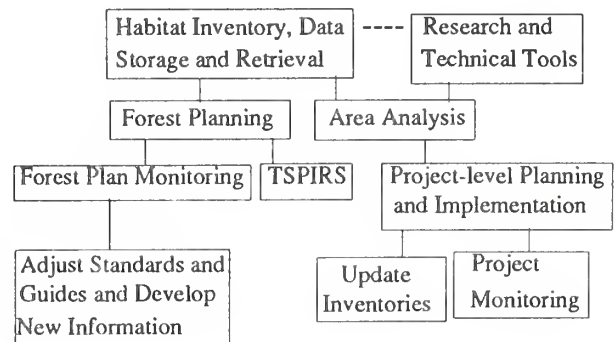 Habitat Inventory, Data
Storage and Retrieval
Research and
Technical Tools
Forest Planning
Area Analysis
Forest Plan Monitoring
TSPIRS
Project-level Planning
and Implementation
Adjust Standards and
Guides and Develop
New Information
Update
Inventories
Project
Monitoring